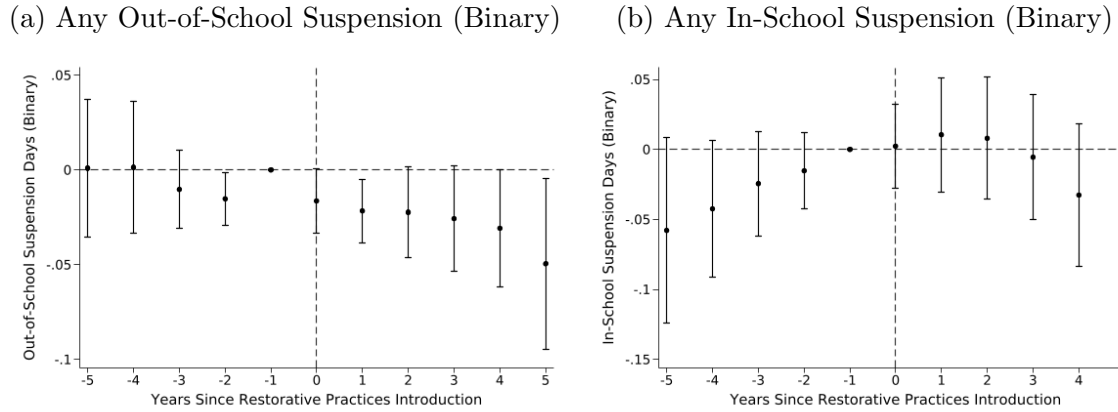 (a) Any Out-of-School Suspension (Binary)
(b) Any In-School Suspension (Binary)
Out-of-School Suspension Days (Binary)
.05
0
-.05
-.1
-5 -4 -3 -2 -1 0 1 2 3 4 5
Years Since Restorative Practices Introduction
In-School Suspension Days (Binary)
.05
0
-.05
-.1
-.15
-5 -4 -3 -2 -1 0 1 2 3 4
Years Since Restorative Practices Introduction